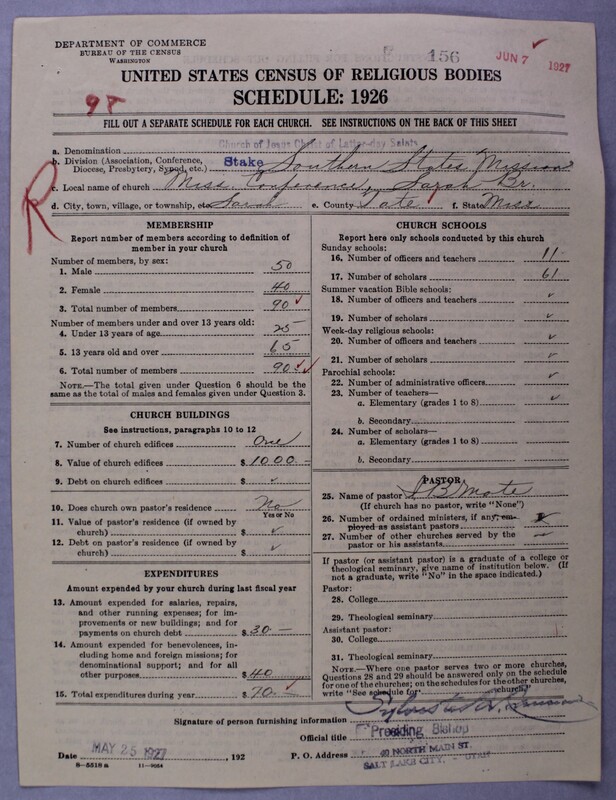 DEPARTMENT OF COMMERCE
BUREAU OF THE CENSUS
WASHINGTON
156
JUN 7 1927
UNITED STATES CENSUS OF RELIGIOUS BODIES
SCHEDULE: 1926
98
FILL OUT A SEPARATE SCHEDULE FOR EACH CHURCH. SEE INSTRUCTIONS ON THE BACK OF THIS SHEET
R
a. Denomination Church of Jesus Christ of Latter-day Saints
b. Division (Association, Conference, Diocese, Presbytery, Synod, etc.) Stake Southern States Mission
c. Local name of church Miss. Conference, Sarah Br.
d. City, town, village, or township, etc Sarah e. County Tate f. State Miss
MEMBERSHIP
Report number of members according to definition of
member in your church
Number of members, by sex:
1. Male 50
2. Female 40
3. Total number of members 90 ✓
Number of members under and over 13 years old:
4. Under 13 years of age 25
5. 13 years old and over 65
6. Total number of members 90 ✓✓
NOTE.—The total given under Question 6 should be
same as the total of males and females given under Question 3.
CHURCH BUILDINGS
See instructions, paragraphs 10 to 12
7. Number of church edifices One
8. Value of church edifices $ 1000 —
9. Debt on church edifices $ ✓
10. Does church own pastor's residence No
Yes or No
11. Value of pastor's residence (if owned by
church) $ ✓
12. Debt on pastor's residence (if owned by
church) $ ✓
EXPENDITURES
Amount expended by your church during last fiscal year
13. Amount expended for salaries, repairs,
and other running expenses; for im-
provements or new buildings; and for
payments on church debt $ 30 —
14. Amount expended for benevolences, in-
cluding home and foreign missions; for
denominational support; and for all
other purposes $ 40
15. Total expenditures during year $ 70 — ✓
CHURCH SCHOOLS
Report here only schools conducted by this church
Sunday schools:
16. Number of officers and teachers 11
17. Number of scholars 61
Summer vacation Bible schools:
18. Number of officers and teachers ✓
19. Number of scholars ✓
Week-day religious schools:
20. Number of officers and teachers ✓
21. Number of scholars ✓
Parochial schools:
22. Number of administrative officers ✓
23. Number of teachers—
a. Elementary (grades 1 to 8) ✓
b. Secondary
24. Number of scholars—
a. Elementary (grades 1 to 8)
b. Secondary
PASTOR
25. Name of pastor Mote
(If church has no pastor, write "None")
26. Number of ordained ministers, if any, em-
ployed as assistant pastors
27. Number of other churches served by the
pastor or his assistants —
If pastor (or assistant pastor) is a graduate of a college or
theological seminary, give name of institution below. (If
not a graduate, write "No" in the space indicated.)
Pastor:
28. College
29. Theological seminary
Assistant pastor:
30. College
31. Theological seminary
NOTE.—Where one pastor serves two or more churches,
Questions 28 and 29 should be answered only on the schedule
for one of the churches; on the schedules for the other churches,
write "See schedule for church"
Signature of person furnishing information Sylvester Q. Cannon
Official title Presiding Bishop
Date MAY 25 1927, 192 P. O. Address 40 NORTH MAIN ST.
SALT LAKE CITY, UTAH
8—5518 a 11—9064